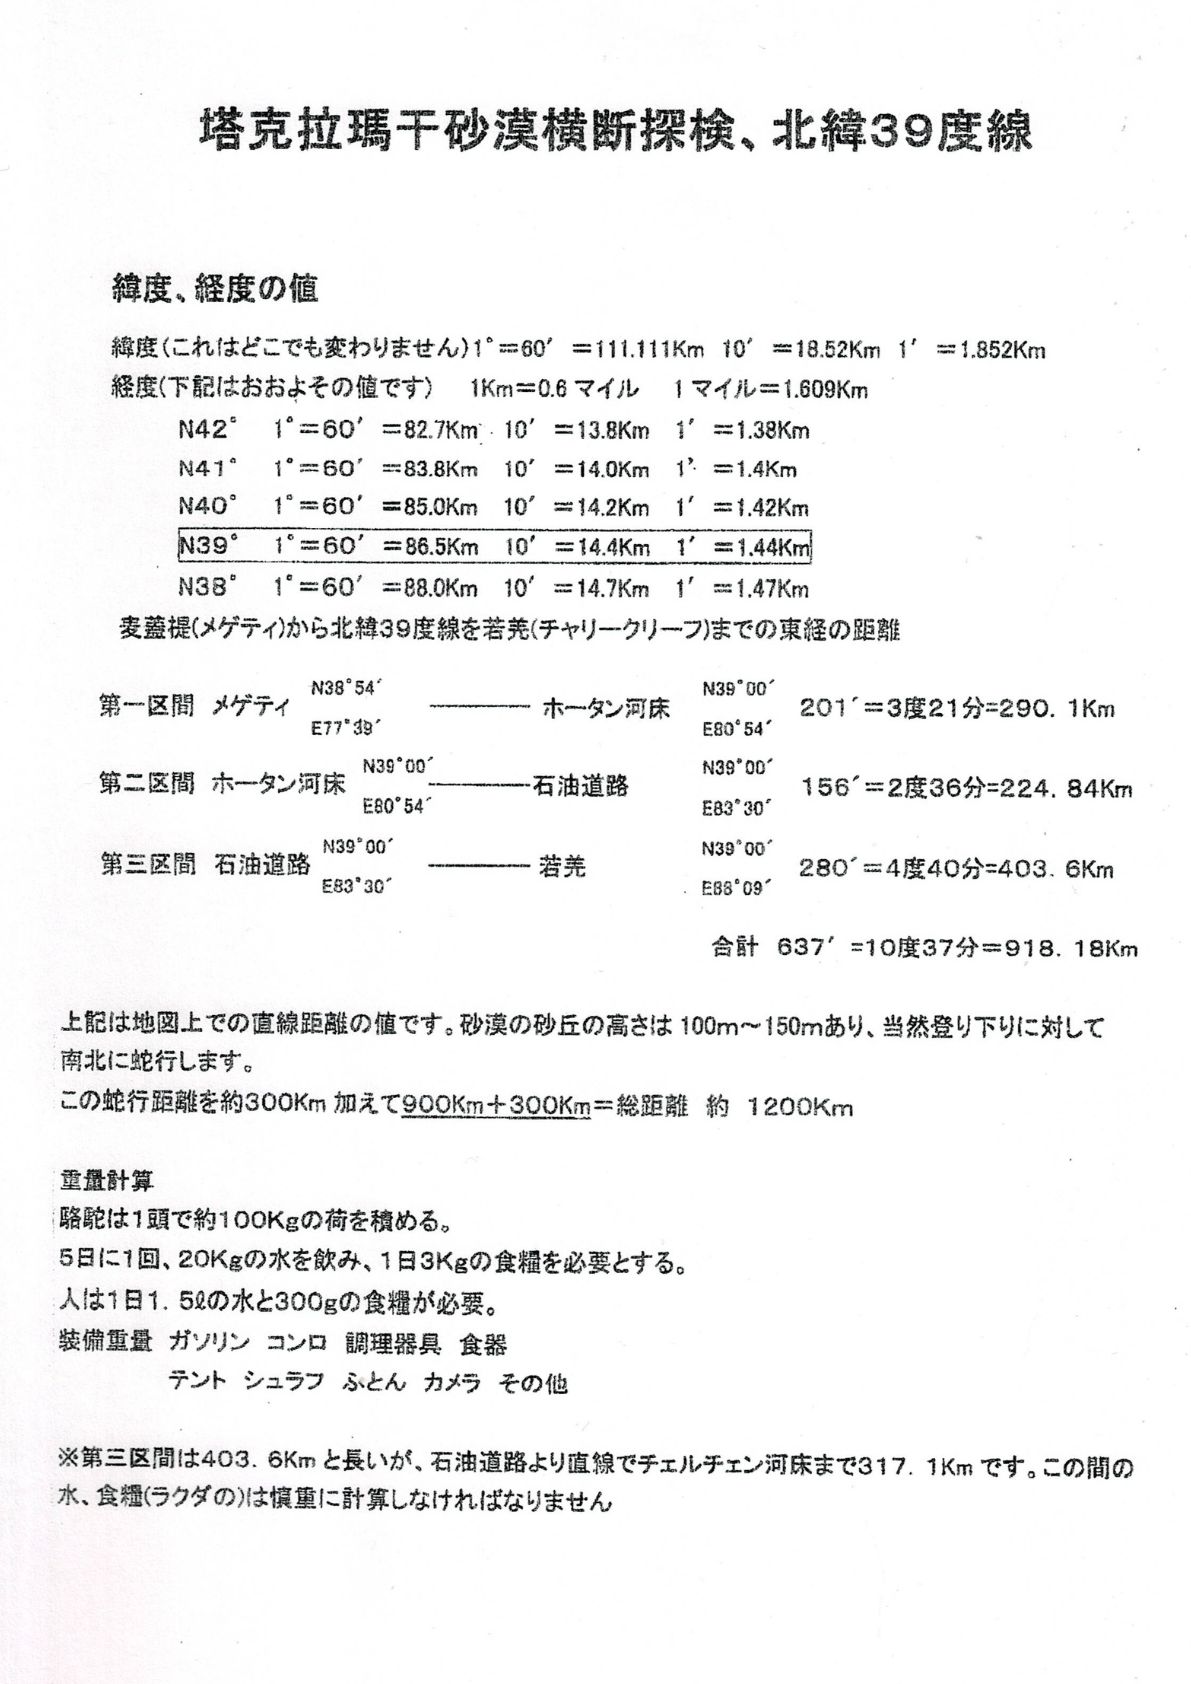 塔克拉瑪干砂漠横断探検、北緯39度線
緯度、経度の値
緯度(これはどこでも変わりません)1°=60′ =111.111Km 10′ =18.52Km 1′ =1.852Km
経度(下記はおおよその値です) 1Km=0.6マイル 1マイル=1.609Km
N42° 1°=60′ =82.7Km 10′ =13.8Km 1′ =1.38Km
N41° 1°=60′ =83.8Km 10′ =14.0Km 1′ =1.4Km
N40° 1°=60′ =85.0Km 10′ =14.2Km 1′ =1.42Km
N39° 1°=60′ =86.5Km 10′ =14.4Km 1′ =1.44Km
N38° 1°=60′ =88.0Km 10′ =14.7Km 1′ =1.47Km
麦蓋提(メゲティ)から北緯39度線を若羌(チャリークリーフ)までの東経の距離
第一区間 メゲティ N38°54′ E77°39′ ―――― ホータン河床 N39°00′ E80°54′ 201′=3度21分=290.1Km
第二区間 ホータン河床 N39°00′ E80°54′ ――――石油道路 N39°00′ E83°30′ 156′=2度36分=224.84Km
第三区間 石油道路 N39°00′ E83°30′ ―――― 若羌 N39°00′ E88°09′ 280′=4度40分=403.6Km
合計 637′ =10度37分=918.18Km
上記は地図上での直線距離の値です。砂漠の砂丘の高さは100m～150mあり、当然登り下りに対して
南北に蛇行します。
この蛇行距離を約300Km加えて900Km+300Km=総距離 約 1200Km
重量計算
駱駝は1頭で約100Kgの荷を積める。
5日に1回、20Kgの水を飲み、1日3Kgの食糧を必要とする。
人は1日1.5ℓの水と300gの食糧が必要。
装備重量 ガソリン コンロ 調理器具 食器
テント シュラフ ふとん カメラ その他
※第三区間は403.6Kmと長いが、石油道路より直線でチェルチェン河床まで317.1Kmです。この間の
水、食糧(ラクダの)は慎重に計算しなければなりません